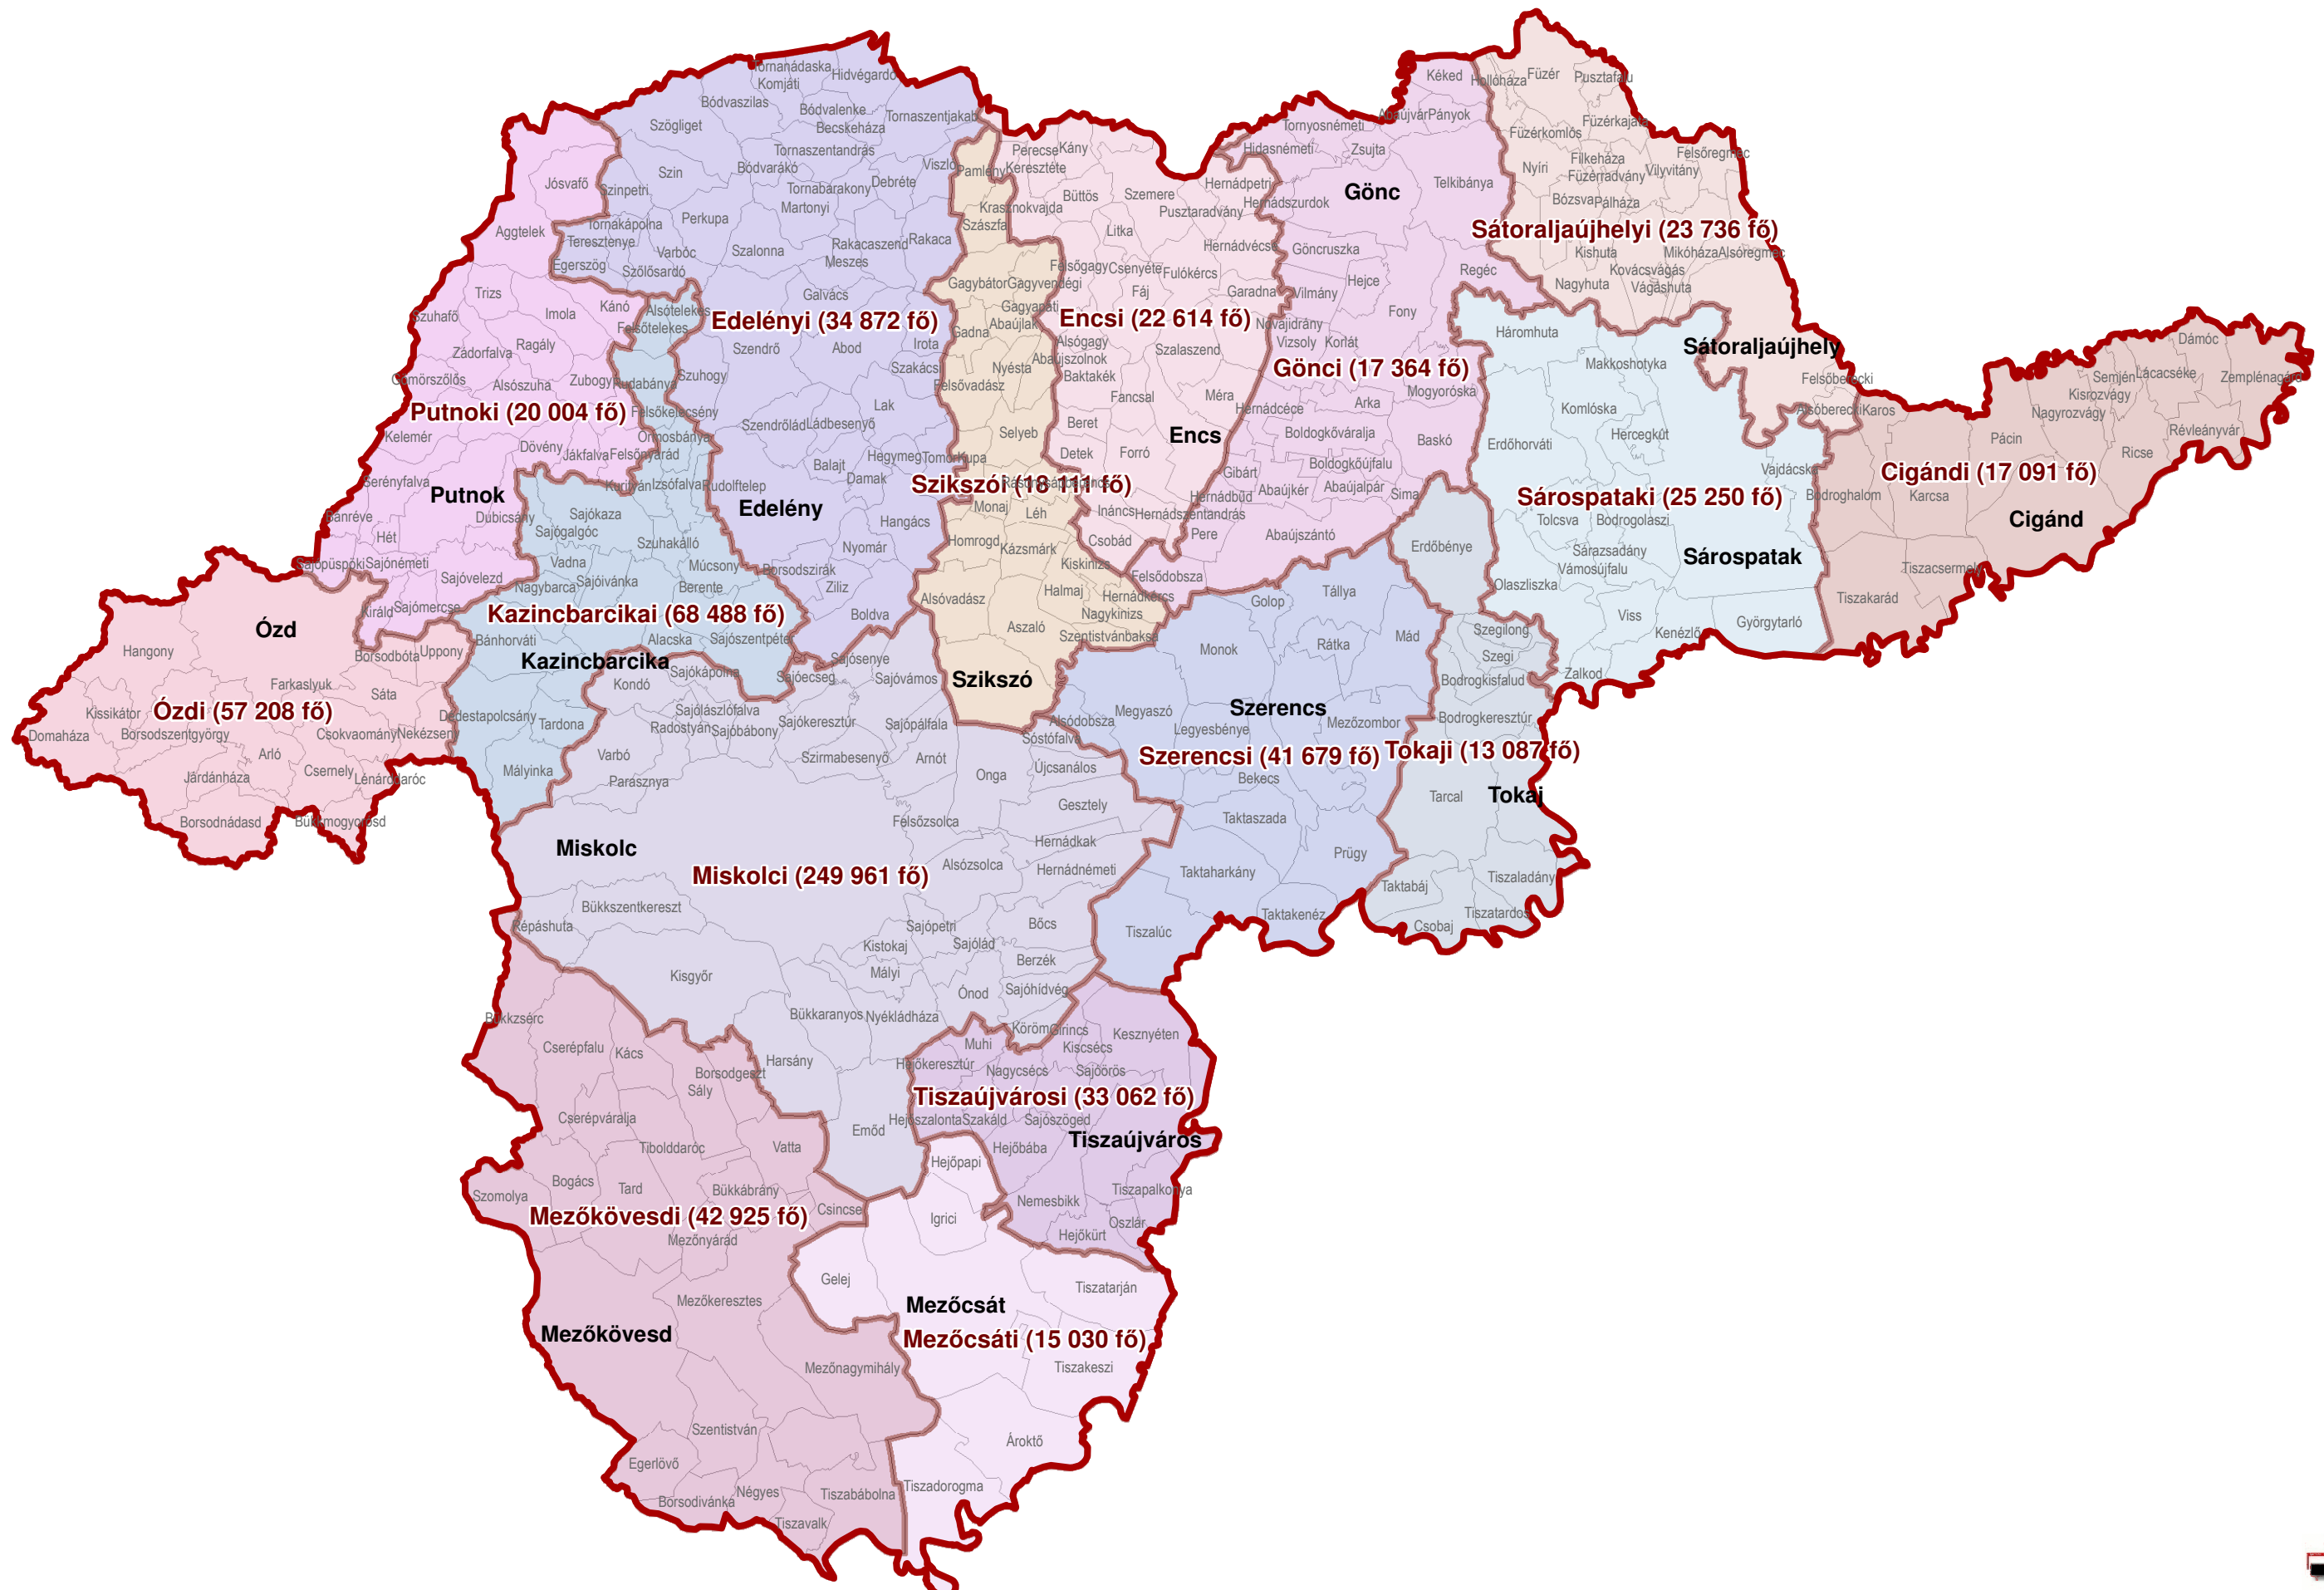 Tornanádaska
Komjáti
Hidvégardó
Bódvaszilas
Bódvalenke
Becskeháza
Tornaszentjakab
Szögliget
Tornaszentandrás
Bódvarákó
Viszló
Szin
Szinpetri
Tornabarakony
Debréte
Martonyi
Jósvafő
Aggtelek
Tornakápolna
Teresztenye
Perkupa
Varbóc
Szalonna
Rakacaszend
Rakaca
Meszes
Egerszög
Szőlősardó
Galvács
Edelényi (34 872 fő)
Szendrő
Abod
Irota
Szakácsi
Szuhogy
Lak
Szendrőlád
Ládbesenyő
Hegymeg
Tomor
Kupa
Balajt
Damak
Edelény
Hangács
Nyomár
Borsodszirák
Ziliz
Boldva
Trizs
Imola
Kánó
Alsótelekes
Felsőtelekes
Szuhafő
Zádorfalva
Ragály
Gömörszőlős
Alsószuha
Zubogy
Rudabánya
Putnoki (20 004 fő)
Felsőkelecsény
Kelemér
Ormosbánya
Dövény
Jákfalva
Felsőnyárád
Serényfalva
Putnok
Kurityán
Izsófalva
Rudolftelep
Bánréve
Dubicsány
Hét
Sajópüspöki
Sajónémeti
Sajóvelezd
Királd
Sajómercse
Sajókaza
Sajógalgóc
Szuhakálló
Vadna
Múcsony
Nagybarca
Sajóivánka
Berente
Kazincbarcikai (68 488 fő)
Bánhorváti
Alacska
Sajószentpéter
Kazincbarcika
Dédestapolcsány
Tardona
Mályinka
Ózd
Hangony
Borsodbóta
Uppony
Farkaslyuk
Sáta
Ózdi (57 208 fő)
Kissikátor
Domaháza
Borsodszentgyörgy
Csokvaomány
Nekézseny
Arló
Járdánháza
Csernely
Lénárddaróc
Borsodnádasd
Bükkmogyorósd
Pamlény
Szászfa
Krasznokvajda
Perecse
Kány
Keresztéte
Büttös
Szemere
Pusztaradvány
Hernádpetri
Hernádszurdok
Litka
Hernádvécse
Felsőgagy
Csenyéte
Fulókércs
Gagybátor
Gagyvendégi
Fáj
Garadna
Gagyapáti
Abaújlak
Encsi (22 614 fő)
Gadna
Alsógagy
Abaújszolnok
Szalaszend
Novajidrány
Nyésta
Baktakék
Felsővadász
Fancsal
Méra
Beret
Encs
Selyeb
Detek
Forró
Szikszói (18 111 fő)
Monaj
Léh
Ináncs
Hernádszentandrás
Homrogd
Kázsmárk
Csobád
Kiskinizs
Alsóvadász
Halmaj
Hernádkércs
Nagykinizs
Aszaló
Szentistvánbaksa
Szikszó
Kéked
Abaújvár
Pányok
Tornyosnémeti
Hidasnémeti
Zsujta
Gönc
Telkibánya
Göncruszka
Hejce
Regéc
Vilmány
Fony
Vizsoly
Korlát
Gönci (17 364 fő)
Mogyoróska
Hernádcéce
Arka
Boldogkőváralja
Baskó
Gibárt
Boldogkőújfalu
Hernádbűd
Abaújkér
Abaújalpár
Sima
Pere
Abaújszántó
Felsődobsza
Hollóháza
Füzér
Pusztafalu
Füzérkomlós
Füzérkajata
Nyíri
Filkeháza
Felsőregmec
Füzérradvány
Vilyvitány
Bózsva
Pálháza
Sátoraljaújhelyi (23 736 fő)
Kishuta
Mikóháza
Alsóregmec
Kovácsvágás
Nagyhuta
Vágáshuta
Sátoraljaújhely
Felsőberecki
Alsóberecki
Háromhuta
Makkoshotyka
Komlóska
Hercegkút
Erdőhorváti
Vajdácska
Sárospataki (25 250 fő)
Tolcsva
Bodrogolaszi
Sárazsadány
Vámosújfalu
Sárospatak
Olaszliszka
Viss
Kenézlő
Györgytarló
Zalkod
Karos
Dámóc
Semjén
Lácacséke
Zemplénagárd
Kisrozvágy
Nagyrozvágy
Révleányvár
Pácin
Ricse
Cigándi (17 091 fő)
Bodroghalom
Karcsa
Cigánd
Tiszacsermely
Tiszakarád
Erdőbénye
Szegilong
Szegi
Bodrogkisfalud
Bodrogkeresztúr
Tokaji (13 087 fő)
Tarcal
Tokaj
Taktabáj
Tiszaladány
Tiszatardos
Csobaj
Tállya
Golop
Monok
Rátka
Mád
Szerencs
Megyaszó
Legyesbénye
Mezőzombor
Alsódobsza
Szerencsi (41 679 fő)
Bekecs
Taktaszada
Prügy
Taktaharkány
Taktakenéz
Tiszalúc
Sajósenye
Sajóecseg
Sajóvámos
Kondó
Sajókápolna
Sajólászlófalva
Radostyán
Sajóbábony
Sajókeresztúr
Sajópálfala
Varbó
Szirmabesenyő
Arnót
Sóstófalva
Parasznya
Onga
Újcsanálos
Gesztely
Felsőzsolca
Miskolc
Hernádkak
Miskolci (249 961 fő)
Alsózsolca
Hernádnémeti
Bükkszentkereszt
Répáshuta
Sajópetri
Bőcs
Kistokaj
Sajólád
Kisgyőr
Mályi
Berzék
Ónod
Sajóhídvég
Bükkaranyos
Nyékládháza
Köröm
Girincs
Harsány
Emőd
Muhi
Kiscsécs
Kesznyéten
Hejőkeresztúr
Nagycsécs
Sajóörös
Tiszaújvárosi (33 062 fő)
Hejőszalonta
Szakáld
Sajószöged
Hejőbába
Tiszaújváros
Nemesbikk
Tiszapalkonya
Oszlár
Hejőkürt
Bükkzsérc
Cserépfalu
Kács
Borsodgeszt
Sály
Cserépváralja
Tibolddaróc
Vatta
Szomolya
Bogács
Tard
Bükkábrány
Csincse
Mezőkövesdi (42 925 fő)
Mezőnyárád
Mezőkeresztes
Mezőkövesd
Mezőnagymihály
Szentistván
Egerlövő
Borsodivánka
Négyes
Tiszabábolna
Tiszavalk
Hejőpapi
Igrici
Gelej
Tiszatarján
Mezőcsát
Mezőcsáti (15 030 fő)
Tiszakeszi
Ároktő
Tiszadorogma